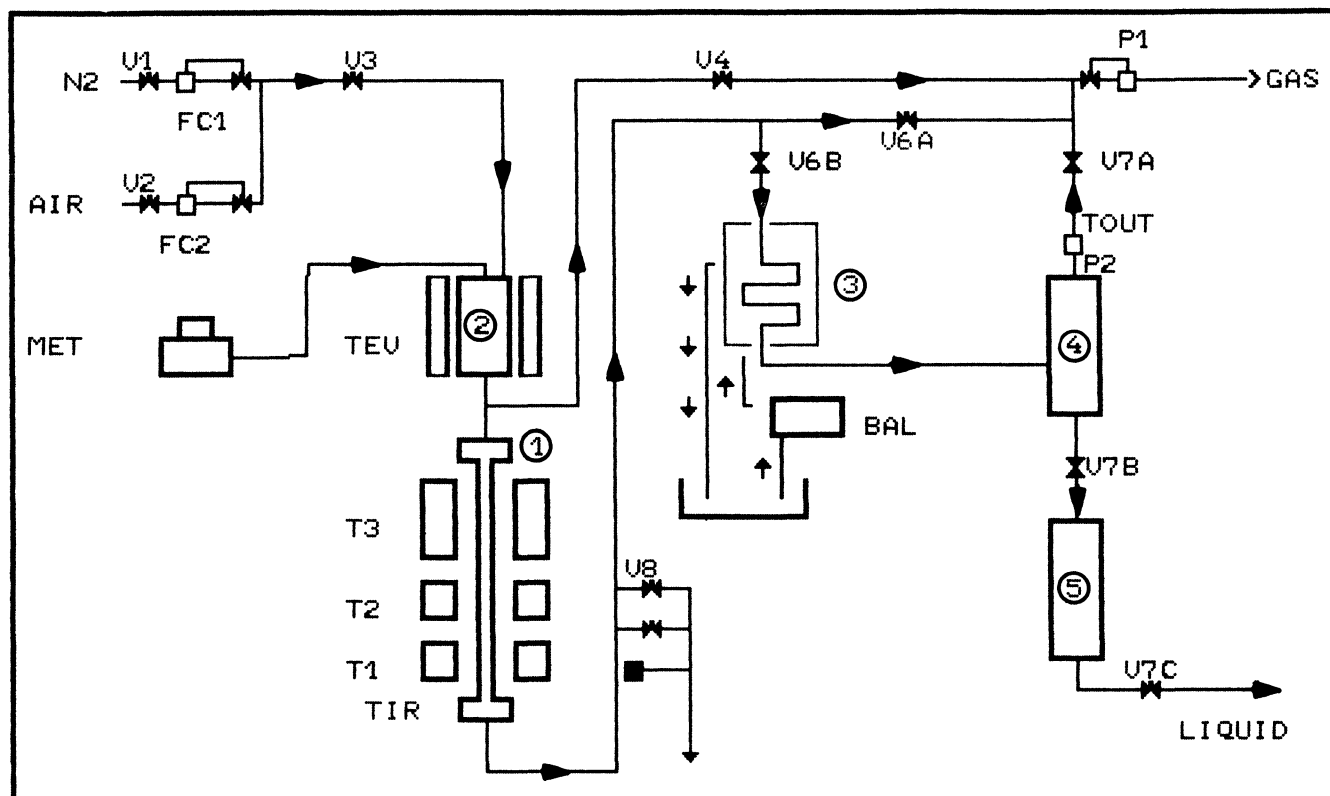 N2
V1
FC1
V3
V4
P1
>GAS
V6A
V6B
V7A
V2
AIR
FC2
TOUT
P2
3
MET
TEV
2
4
BAL
1
V7B
T3
V8
T2
5
T1
V7C
TIR
LIQUID